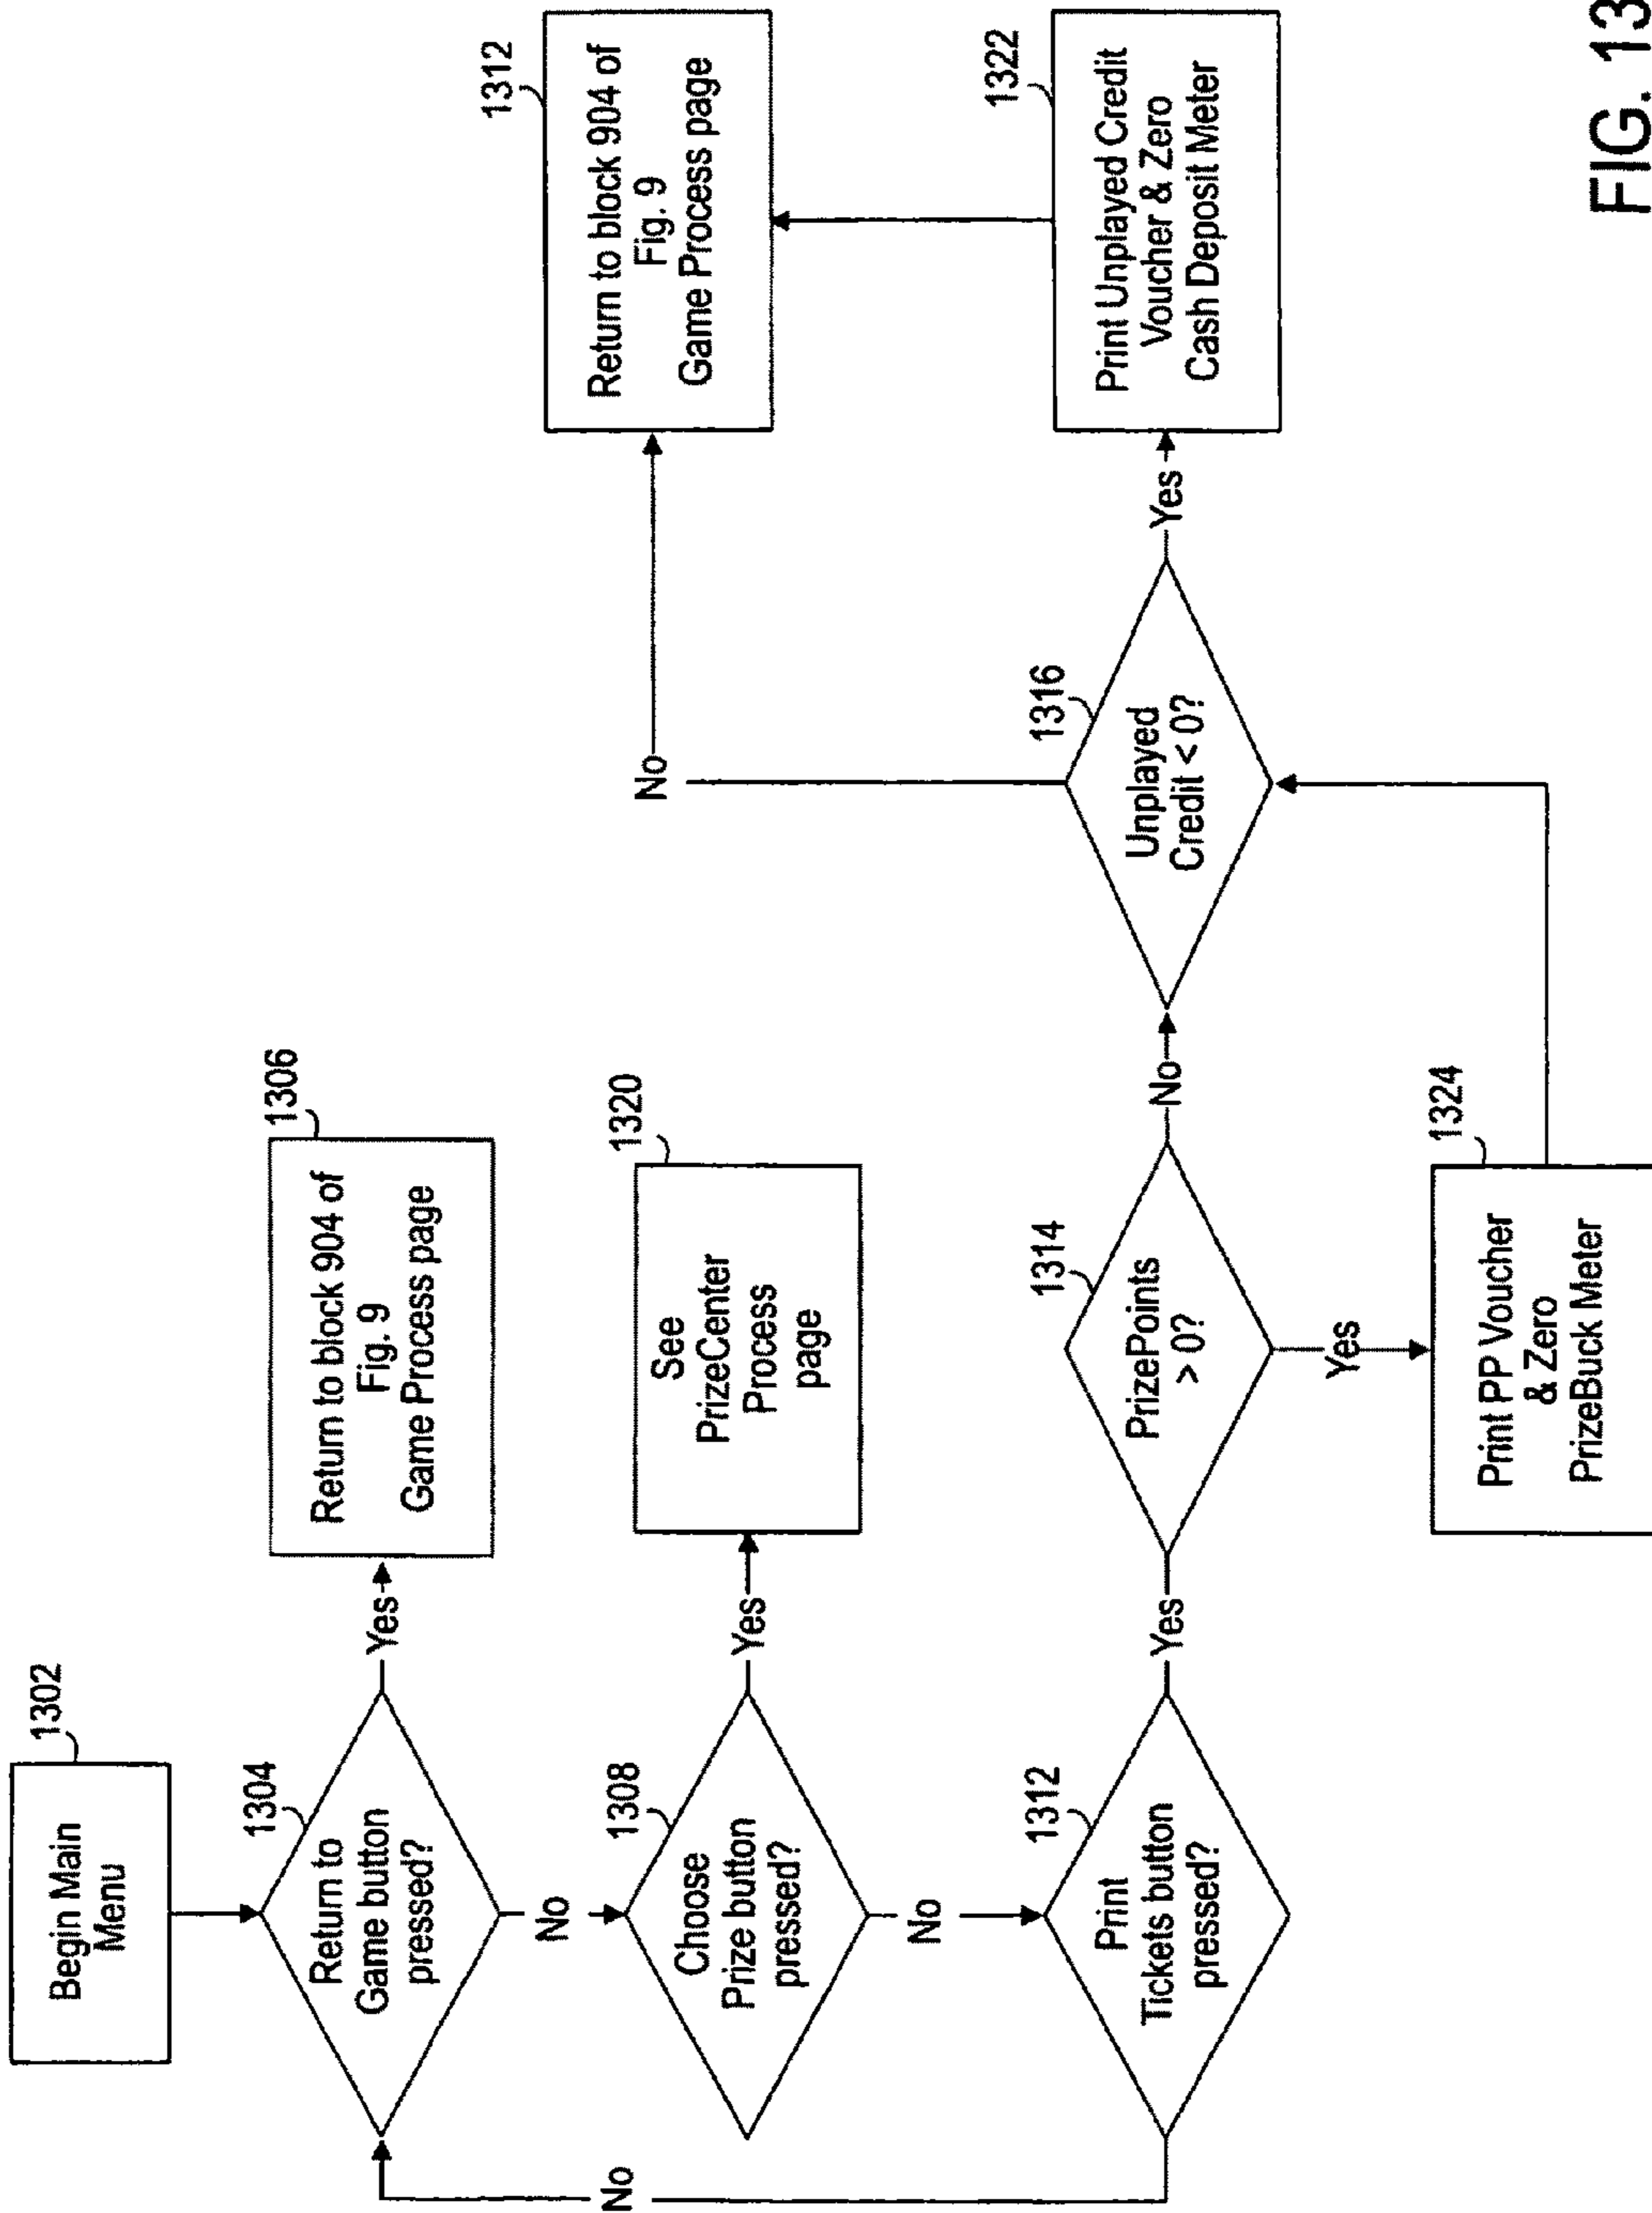 1302
Begin Main
Menu
1304
Return to
Game button
pressed?
Yes
1306
Return to block 904 of
Fig. 9
Game Process page
No
1308
Choose
Prize button
pressed?
Yes
1320
See
PrizeCenter
Process
page
No
1312
Print
Tickets button
pressed?
No
Yes
1314
PrizePoints
> 0?
Yes
1324
Print PP Voucher
& Zero
PrizeBuck Meter
No
1316
Unplayed
Credit < 0?
No
1312
Return to block 904 of
Fig. 9
Game Process page
Yes
1322
Print Unplayed Credit
Voucher & Zero
Cash Deposit Meter
FIG. 13